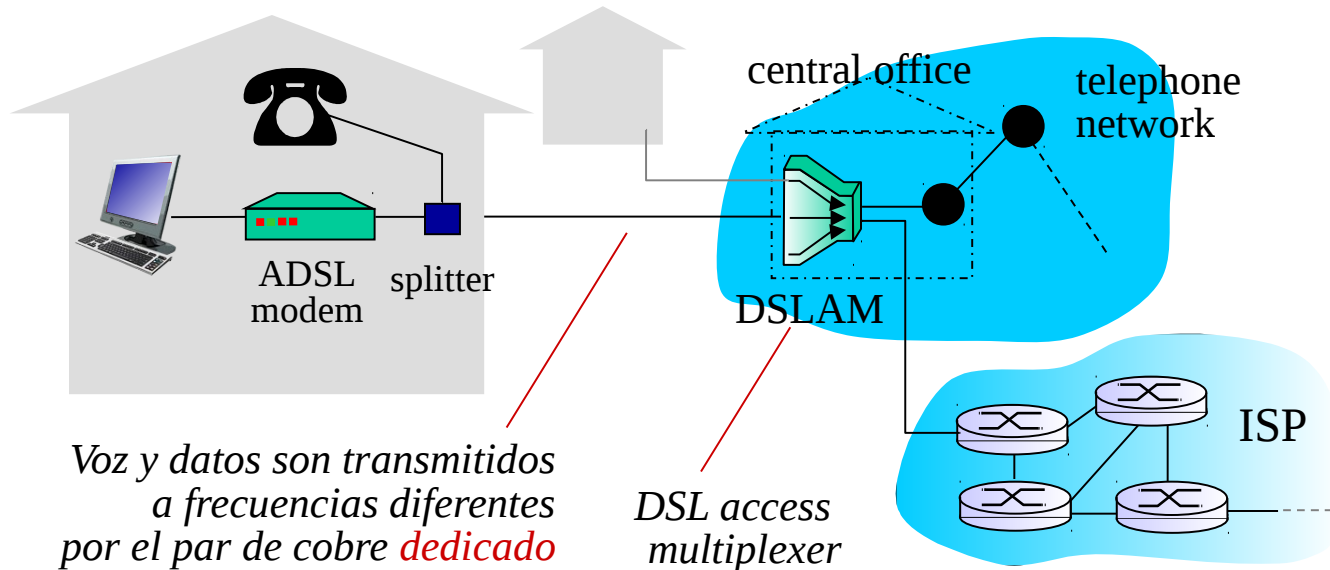 central office
telephone
network
ADSL
modem
splitter
DSLAM
ISP
Voz y datos son transmitidos
a frecuencias diferentes
por el par de cobre dedicado
DSL access
multiplexer